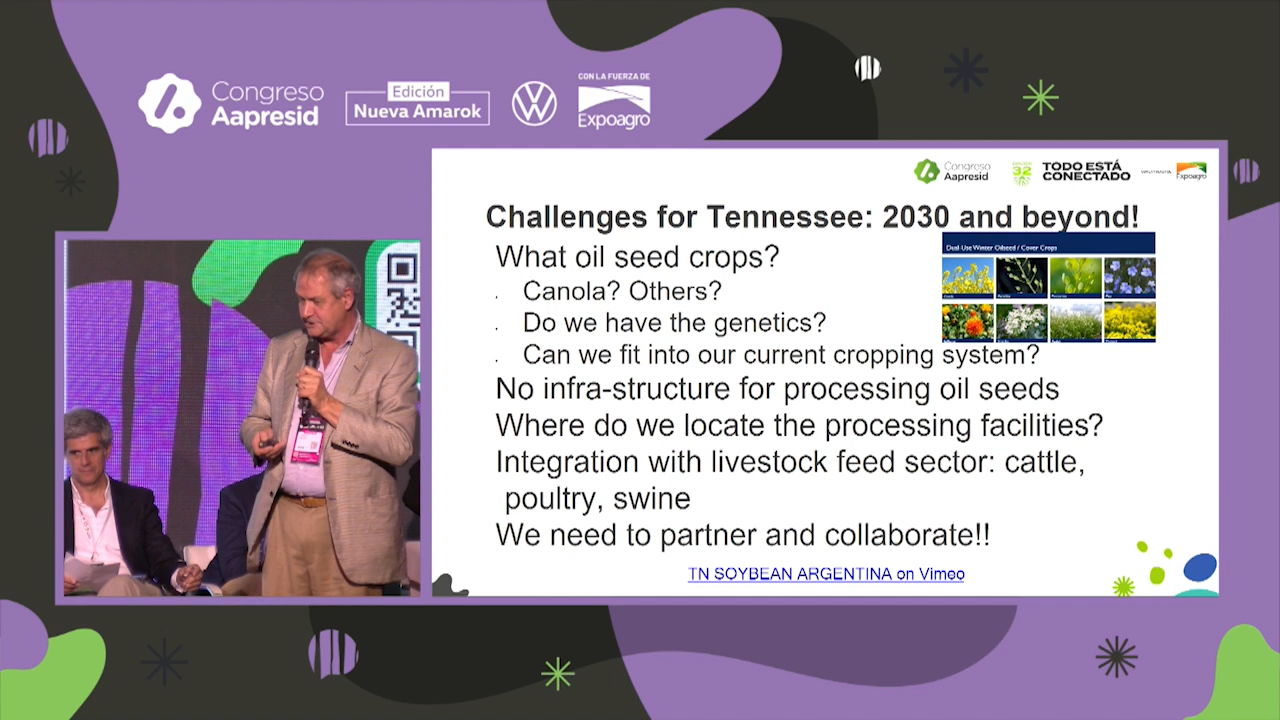 Congreso
Aapresid
Edición
Nueva Amarok
CON LA FUERZA DE
Expoagro
Congreso
Aapresid
EDICIÓN
32
TODO ESTÁ
CONECTADO
Expoagro
Challenges for Tennessee: 2030 and beyond!
What oil seed crops?
Canola? Others?
Do we have the genetics?
Can we fit into our current cropping system?
No infra-structure for processing oil seeds
Where do we locate the processing facilities?
Integration with livestock feed sector: cattle,
poultry, swine
We need to partner and collaborate!!
TN SOYBEAN ARGENTINA on Vimeo
Dual-Use Winter Oilseed / Cover Crops